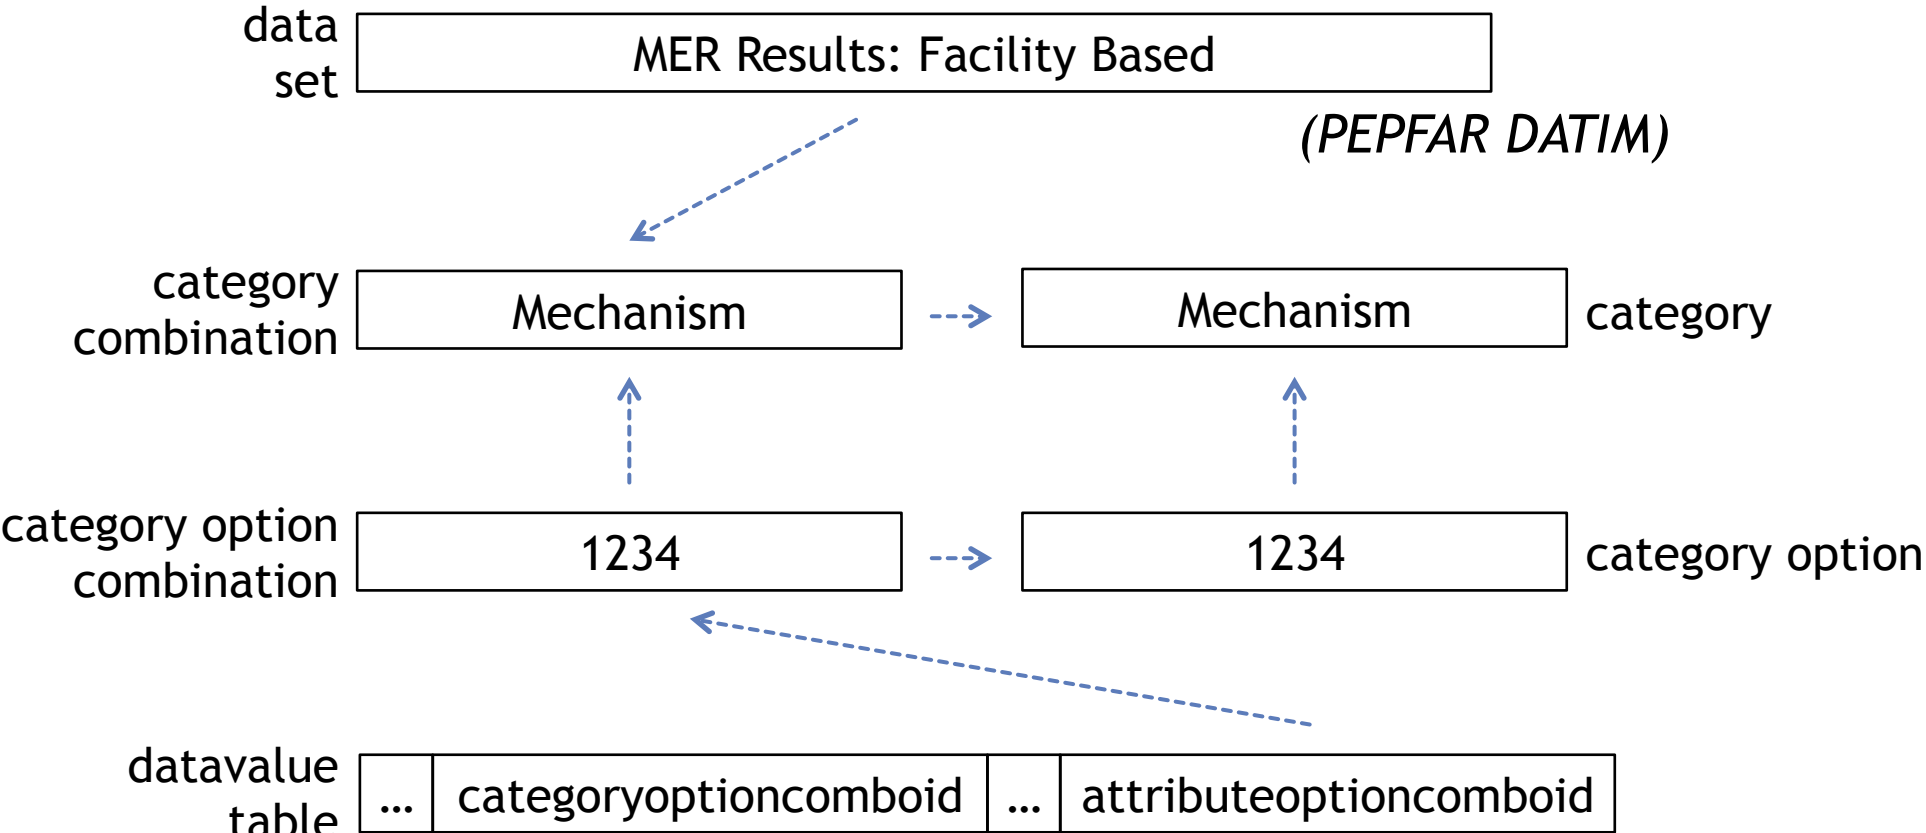 data
set
MER Results: Facility Based
(PEPFAR DATIM)
category
combination
Mechanism
Mechanism
category
category option
combination
1234
1234
category option
datavalue
table
... categoryoptioncomboid ... attributeoptioncomboid